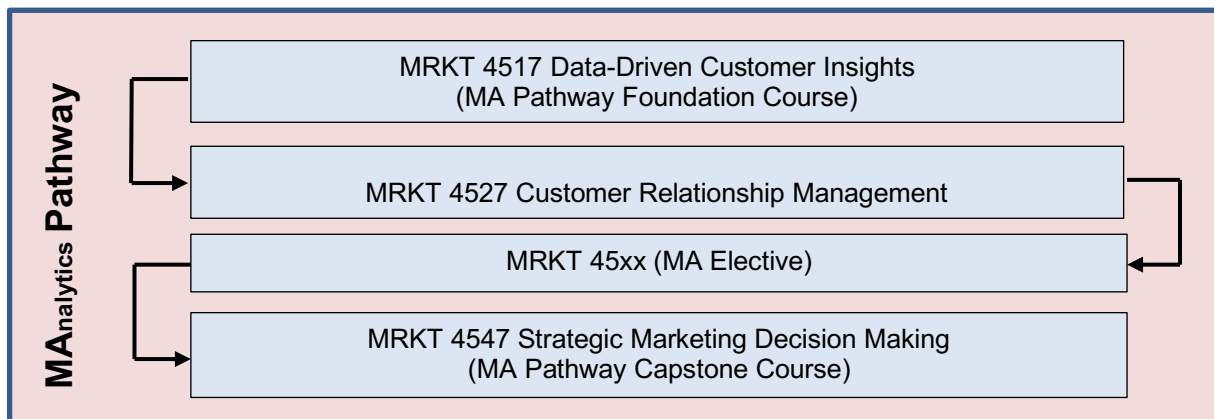 MAnalytics Pathway
MRKT 4517 Data-Driven Customer Insights
(MA Pathway Foundation Course)
MRKT 4527 Customer Relationship Management
MRKT 45xx (MA Elective)
MRKT 4547 Strategic Marketing Decision Making
(MA Pathway Capstone Course)